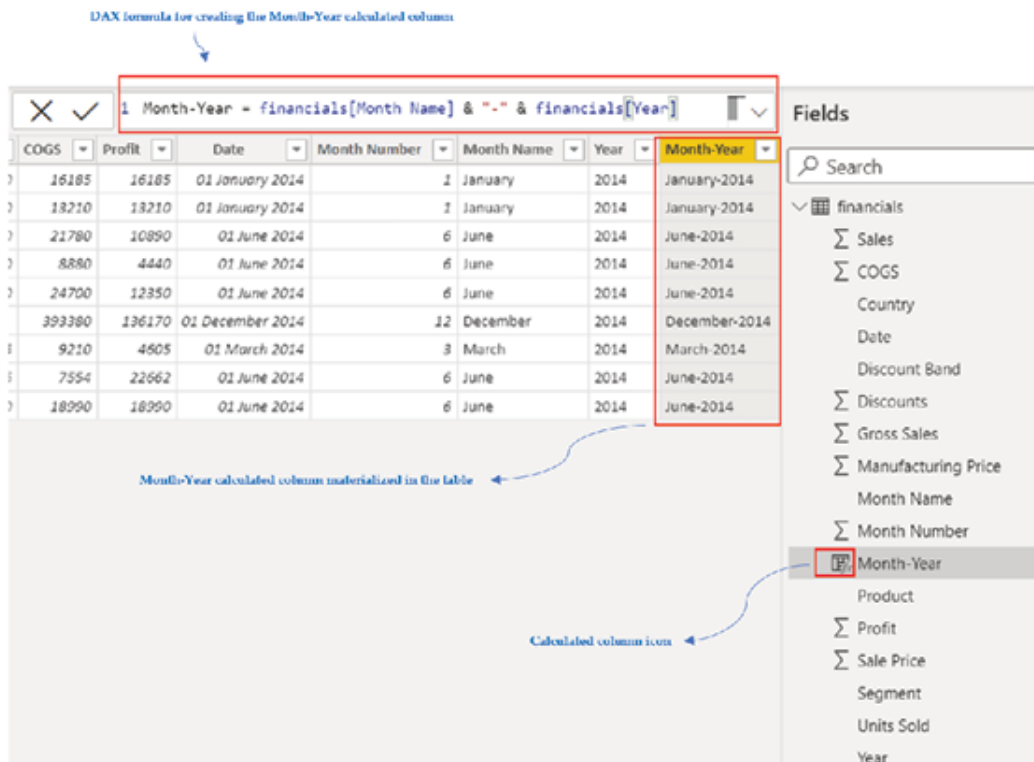 DAX formula for creating the Month-Year calculated column
1 Month-Year = financials[Month Name] & "-" & financials[Year]
Fields
COGS Profit Date Month Number Month Name Year Month-Year
Search
16185 16185 01 January 2014 1 January 2014 January-2014
13210 13210 01 January 2014 1 January 2014 January-2014
financials
21780 10890 01 June 2014 6 June 2014 June-2014
Sales
8880 4440 01 June 2014 6 June 2014 June-2014
COGS
24700 12350 01 June 2014 6 June 2014 June-2014
Country
393380 136170 01 December 2014 12 December 2014 December-2014
Date
9210 4605 01 March 2014 3 March 2014 March-2014
7554 22662 01 June 2014 6 June 2014 June-2014
Discount Band
18990 18990 01 June 2014 6 June 2014 June-2014
Discounts
Gross Sales
Manufacturing Price
Month-Year calculated column materialized in the table
Month Name
Month Number
Month-Year
Product
Profit
Calculated column icon
Sale Price
Segment
Units Sold
Year